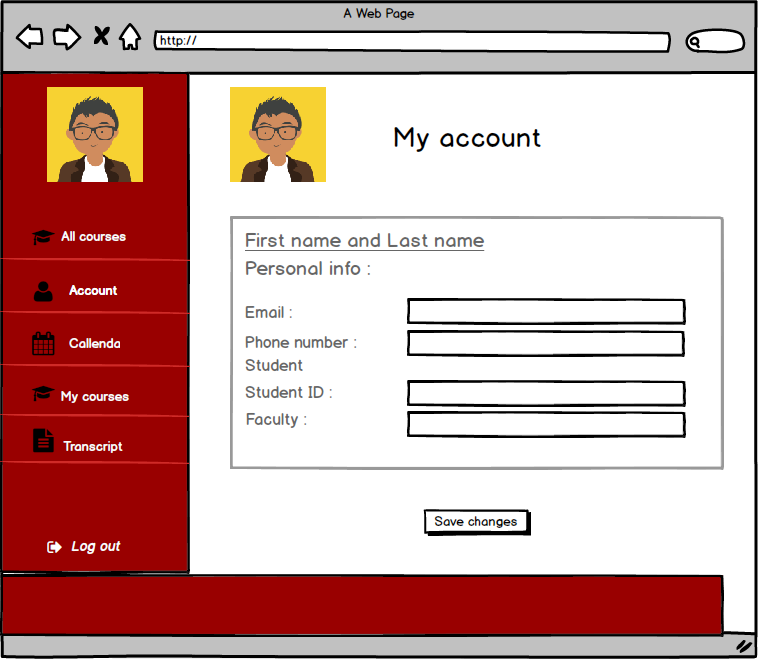 A Web Page
http://
My account
All courses
Account
Callenda
My courses
Transcript
Log out
First name and Last name
Personal info :
Email :
Phone number :
Student
Student ID :
Faculty :
Save changes